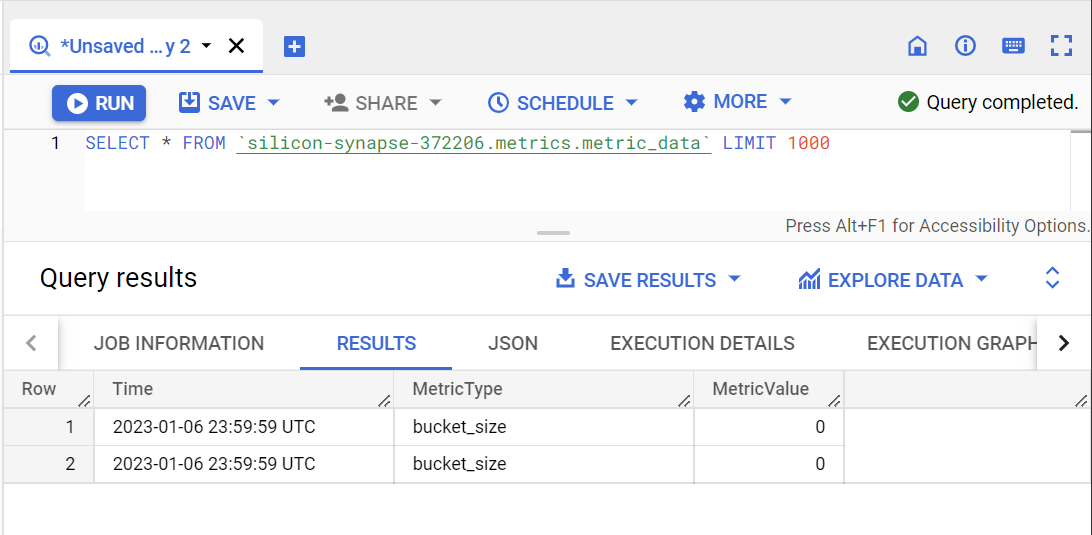 *Unsaved ...y 2
RUN SAVE SHARE SCHEDULE MORE Query completed.
1 SELECT * FROM `silicon-synapse-372206.metrics.metric_data` LIMIT 1000
Press Alt+F1 for Accessibility Options.
Query results SAVE RESULTS EXPLORE DATA
JOB INFORMATION RESULTS JSON EXECUTION DETAILS EXECUTION GRAPH
Row Time MetricType MetricValue
1 2023-01-06 23:59:59 UTC bucket_size 0
2 2023-01-06 23:59:59 UTC bucket_size 0